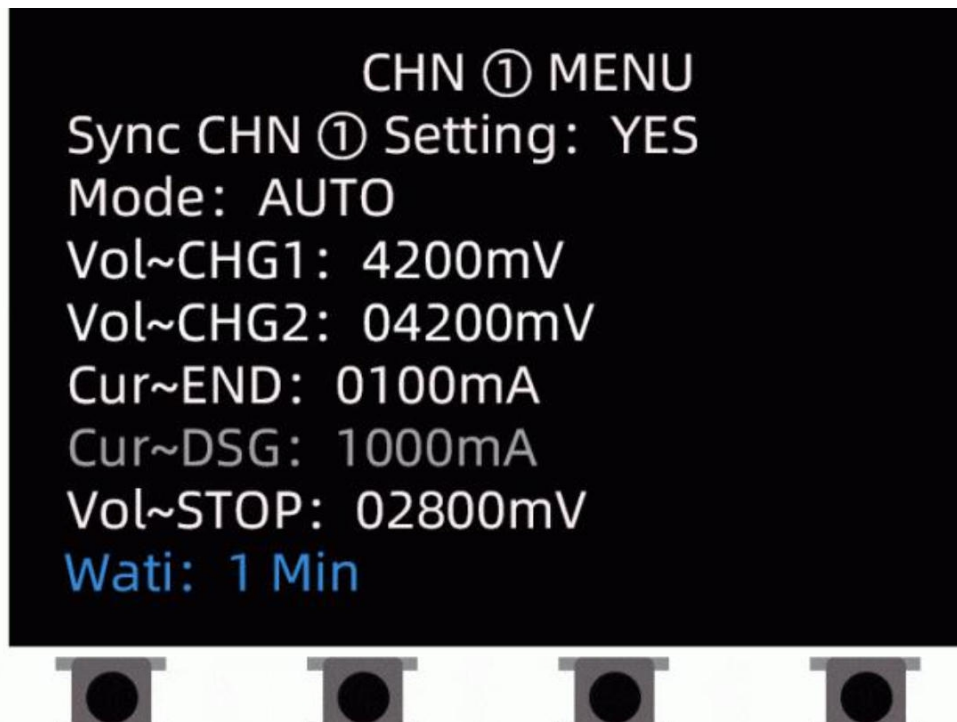 CHN ① MENU
Sync CHN ① Setting: YES
Mode: AUTO
Vol~CHG1: 4200mV
Vol~CHG2: 04200mV
Cur~END: 0100mA
Cur~DSG: 1000mA
Vol~STOP: 02800mV
Wati: 1 Min